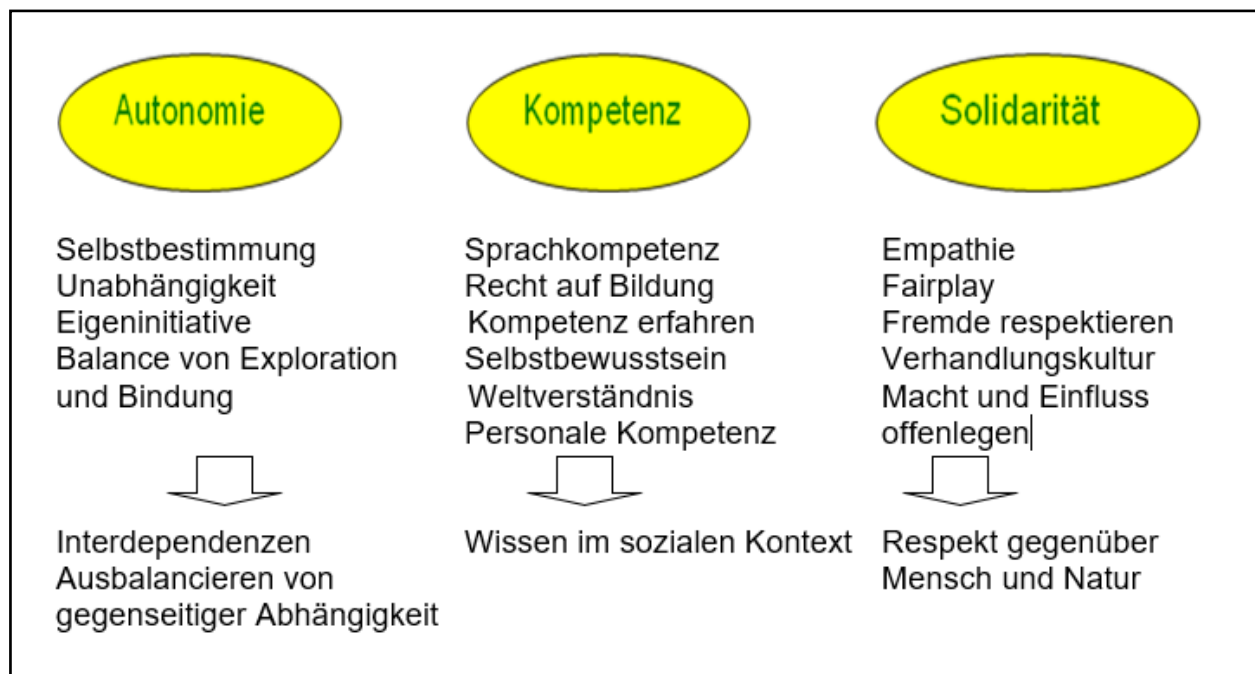 Autonomie
Selbstbestimmung
Unabhängigkeit
Eigeninitiative
Balance von Exploration
und Bindung
Interdependenzen
Ausbalancieren von
gegenseitiger Abhängigkeit
Kompetenz
Sprachkompetenz
Recht auf Bildung
Kompetenz erfahren
Selbstbewusstsein
Weltverständnis
Personale Kompetenz
Wissen im sozialen Kontext
Solidarität
Empathie
Fairplay
Fremde respektieren
Verhandlungskultur
Macht und Einfluss
offenlegen
Respekt gegenüber
Mensch und Natur